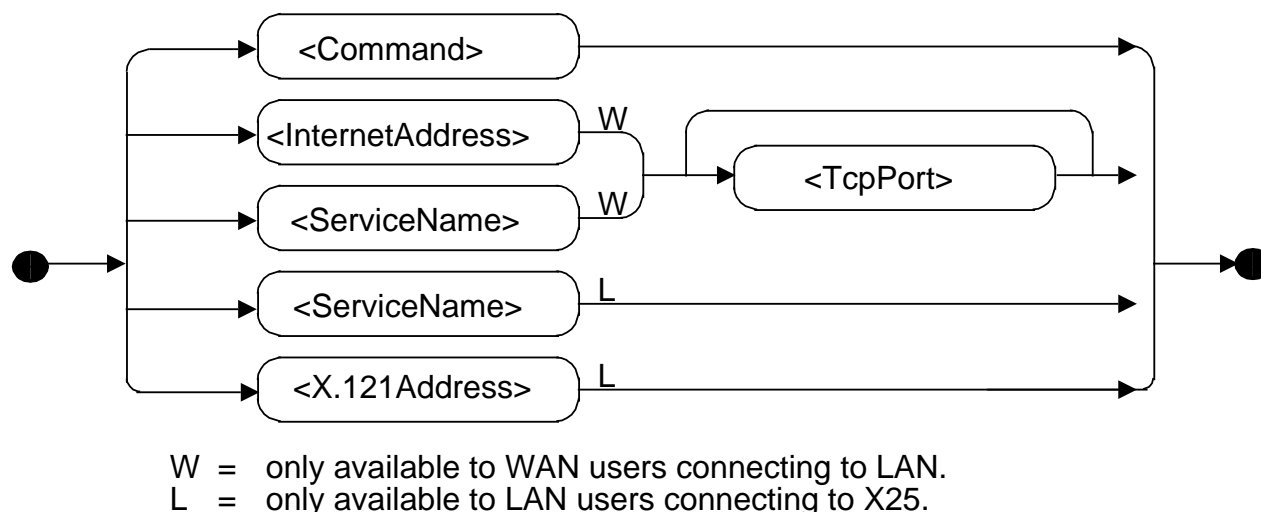 <Command>
<InternetAddress> W
<TcpPort>
<ServiceName> W
<ServiceName> L
<X.121Address> L
W = only available to WAN users connecting to LAN.
L = only available to LAN users connecting to X25.